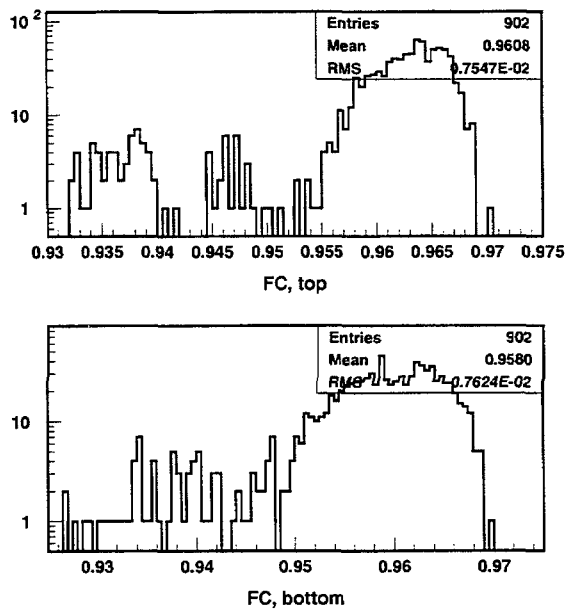 10 2
Entries 902
Mean 0.9608
RMS 0.7547E-02
10
1
0.93 0.935 0.94 0.945 0.95 0.955 0.96 0.965 0.97 0.975
FC, top
Entries 902
Mean 0.9580
RMS 0.7624E-02
10
1
0.93 0.94 0.95 0.96 0.97
FC, bottom